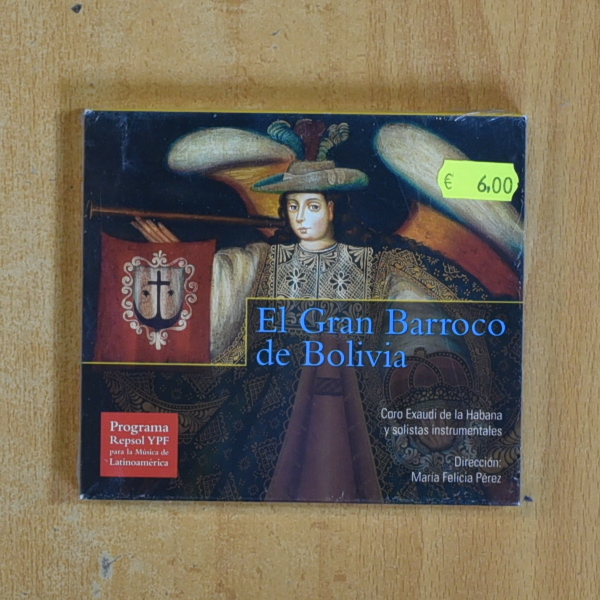 € 6,00
El Gran Barroco
de Bolivia
Coro Exaudi de la Habana
y solistas instrumentales
Dirección:
María Felicia Pérez
Programa
Repsol YPF
para la Música de
Latinoamérica